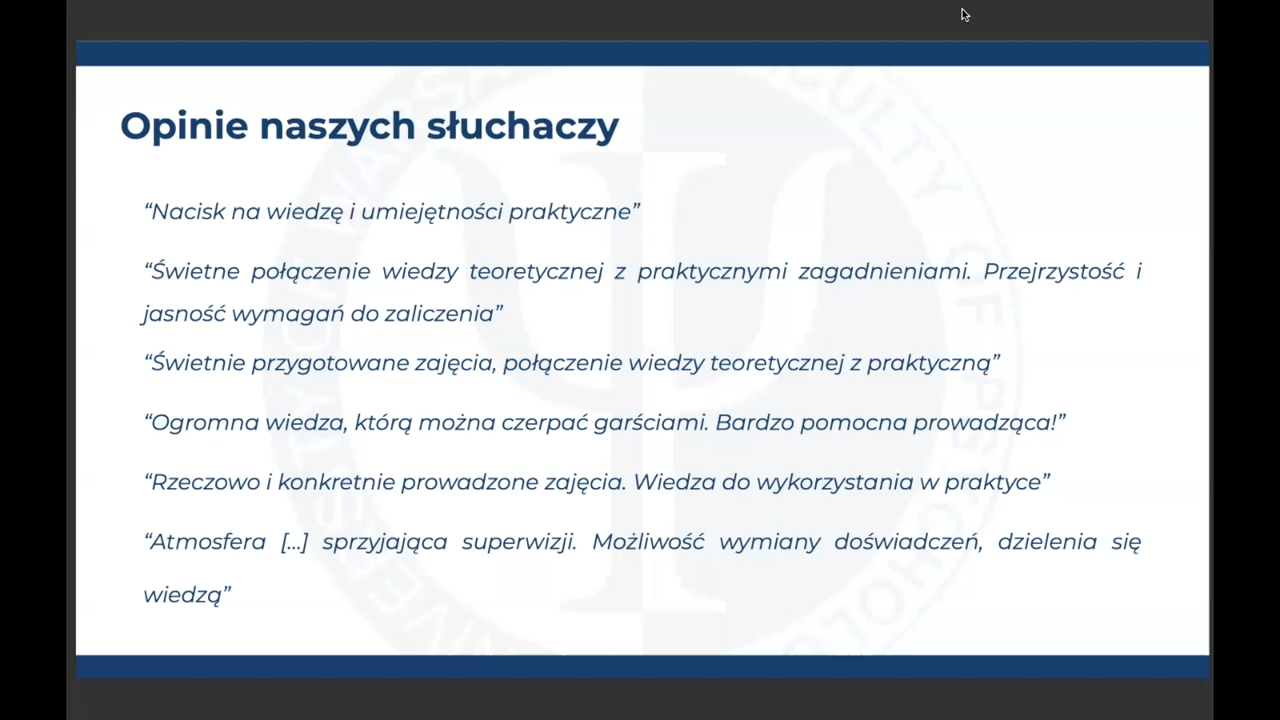 Opinie naszych słuchaczy
“Nacisk na wiedzę i umiejętności praktyczne”
“Świetne połączenie wiedzy teoretycznej z praktycznymi zagadnieniami. Przejrzystość i
jasność wymagań do zaliczenia”
“Świetnie przygotowane zajęcia, połączenie wiedzy teoretycznej z praktyczną”
“Ogromna wiedza, którą można czerpać garściami. Bardzo pomocna prowadząca!”
“Rzeczowo i konkretnie prowadzone zajęcia. Wiedza do wykorzystania w praktyce”
“Atmosfera [...] sprzyjająca superwizji. Możliwość wymiany doświadczeń, dzielenia się
wiedzą”